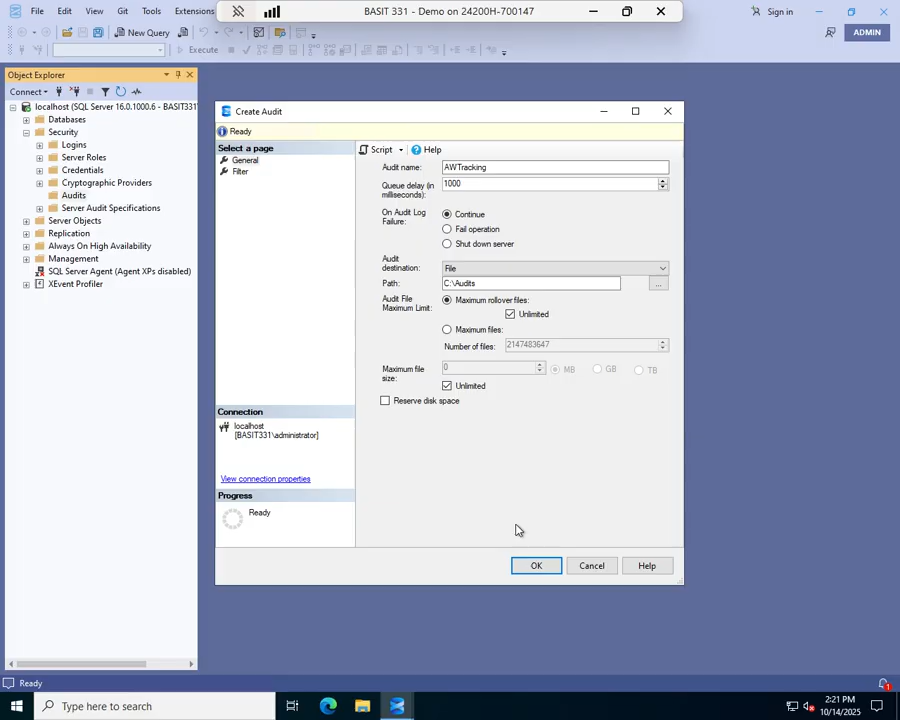 BASIT 331 - Demo on 24200H-700147
File Edit View Git Tools Extensions
Sign in
New Query
ADMIN
Execute
Object Explorer
Connect
localhost (SQL Server 16.0.1000.6 - BASIT331\
Databases
Security
Logins
Server Roles
Credentials
Cryptographic Providers
Audits
Server Audit Specifications
Server Objects
Replication
Always On High Availability
Management
SQL Server Agent (Agent XPs disabled)
XEvent Profiler
Create Audit
Ready
Select a page
General
Filter
Script Help
Audit name: AWTracking
Queue delay (in milliseconds): 1000
On Audit Log Failure:
Continue
Fail operation
Shut down server
Audit destination: File
Path: C:\Audits ...
Audit File Maximum Limit:
Maximum rollover files:
Unlimited
Maximum files:
Number of files: 2147483647
Maximum file size: 0 MB GB TB
Unlimited
Reserve disk space
Connection
localhost
[BASIT331\administrator]
View connection properties
Progress
Ready
OK Cancel Help
Ready
Type here to search
2:21 PM
10/14/2025